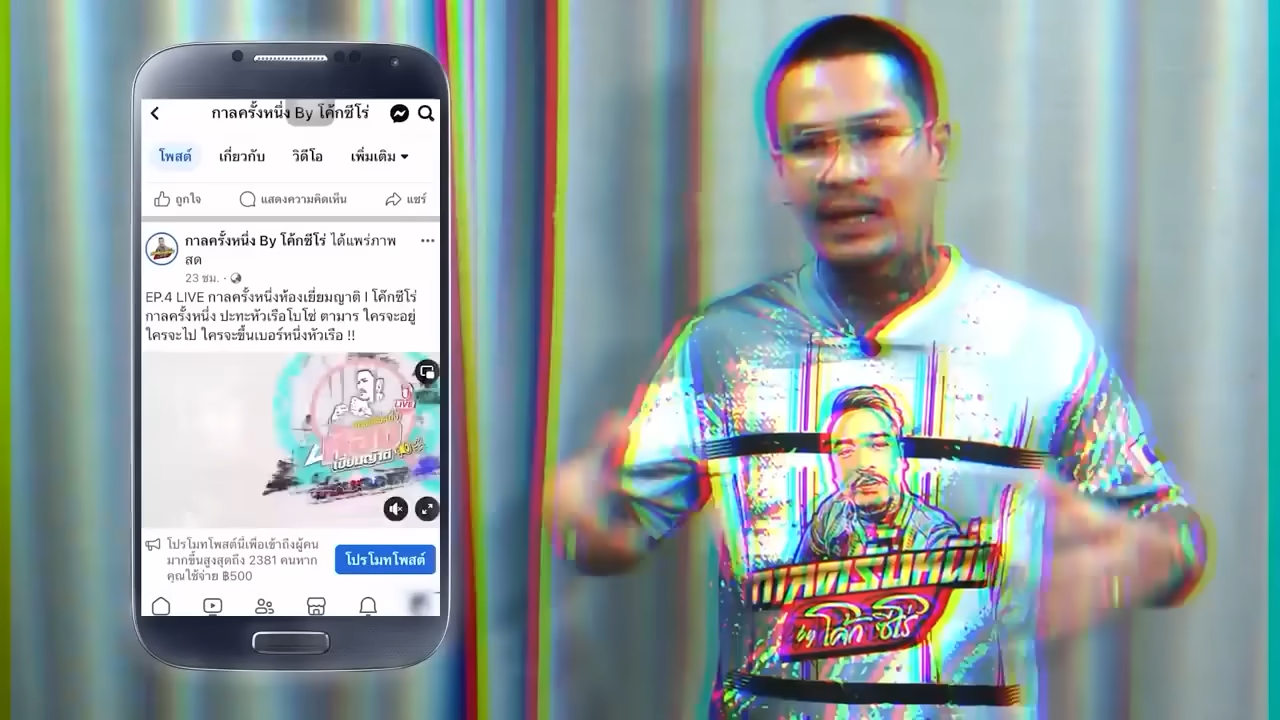 กาลครั้งหนึ่ง By โค้กซีโร่
โพสต์ เกี่ยวกับ วิดีโอ เพิ่มเติม
ถูกใจ แสดงความคิดเห็น แชร์
กาลครั้งหนึ่ง By โค้กซีโร่ ได้แพร่ภาพ
สด
23 ชม.
EP.4 LIVE กาลครั้งหนึ่งห้องเยี่ยมญาติ l โค๊กซีโร่
กาลครั้งหนึ่ง ปะทะหัวเรือโบโซ่ ตามาร ใครจะอยู่
ใครจะไป ใครจะขึ้นเบอร์หนึ่งหัวเรือ !!
LIVE
เยี่ยมญาติ
โปรโมทโพสต์นี้เพื่อเข้าถึงผู้คน
มากขึ้นสูงสุดถึง 2381 คนหาก
คุณใช้จ่าย ฿500
โปรโมทโพสต์
กาลครั้งหนึ่ง
by โค้ก ซีโร่